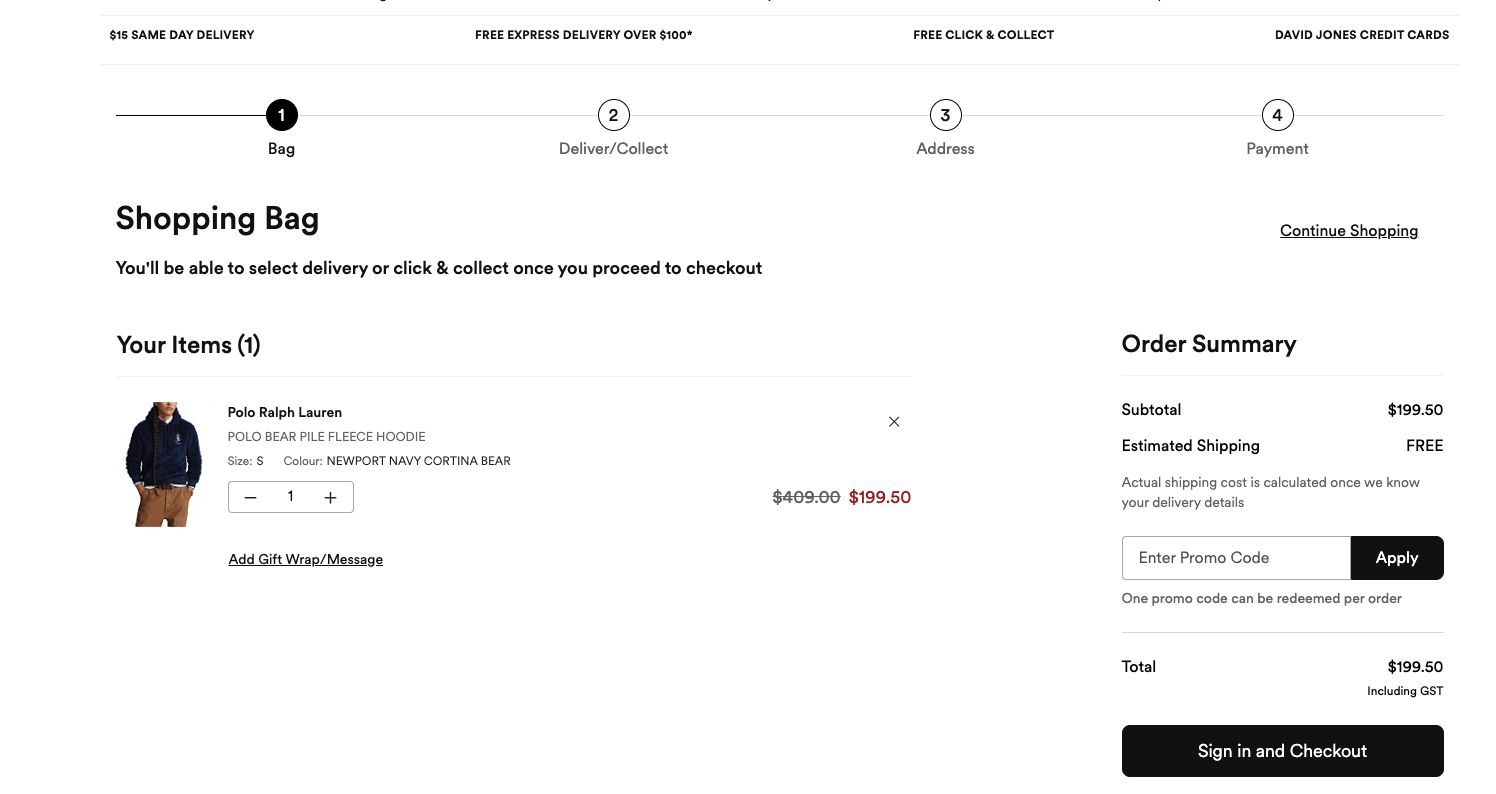 $15 SAME DAY DELIVERY
FREE EXPRESS DELIVERY OVER $100*
FREE CLICK & COLLECT
DAVID JONES CREDIT CARDS
1
2
3
4
Bag
Deliver/Collect
Address
Payment
Shopping Bag
Continue Shopping
You'll be able to select delivery or click & collect once you proceed to checkout
Your Items (1)
Polo Ralph Lauren
POLO BEAR PILE FLEECE HOODIE
Size: S Colour: NEWPORT NAVY CORTINA BEAR
− 1 +
$409.00 $199.50
Add Gift Wrap/Message
Order Summary
Subtotal $199.50
Estimated Shipping FREE
Actual shipping cost is calculated once we know
your delivery details
Enter Promo Code Apply
One promo code can be redeemed per order
Total $199.50
Including GST
Sign in and Checkout